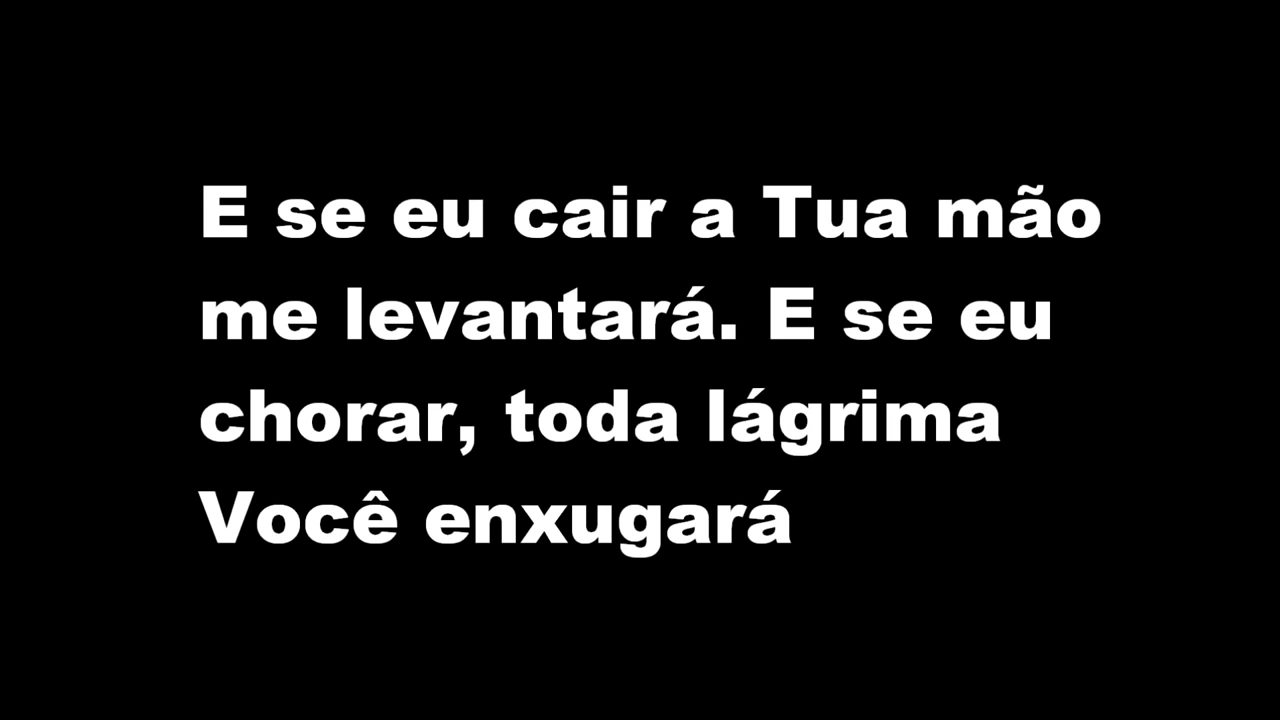 E se eu cair a Tua mão
me levantará. E se eu
chorar, toda lágrima
Você enxugará